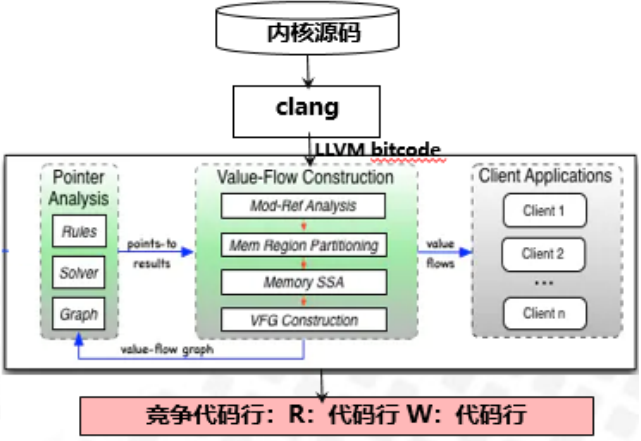 内核源码
clang
LLVM bitcode
Pointer
Analysis
Rules
Solver
Graph
points-to
results
Value-Flow Construction
Mod-Ref Analysis
Mem Region Partitioning
Memory SSA
VFG Construction
value
flows
Client Applications
Client 1
Client 2
...
Client n
value-flow graph
竞争代码行：R：代码行 W：代码行